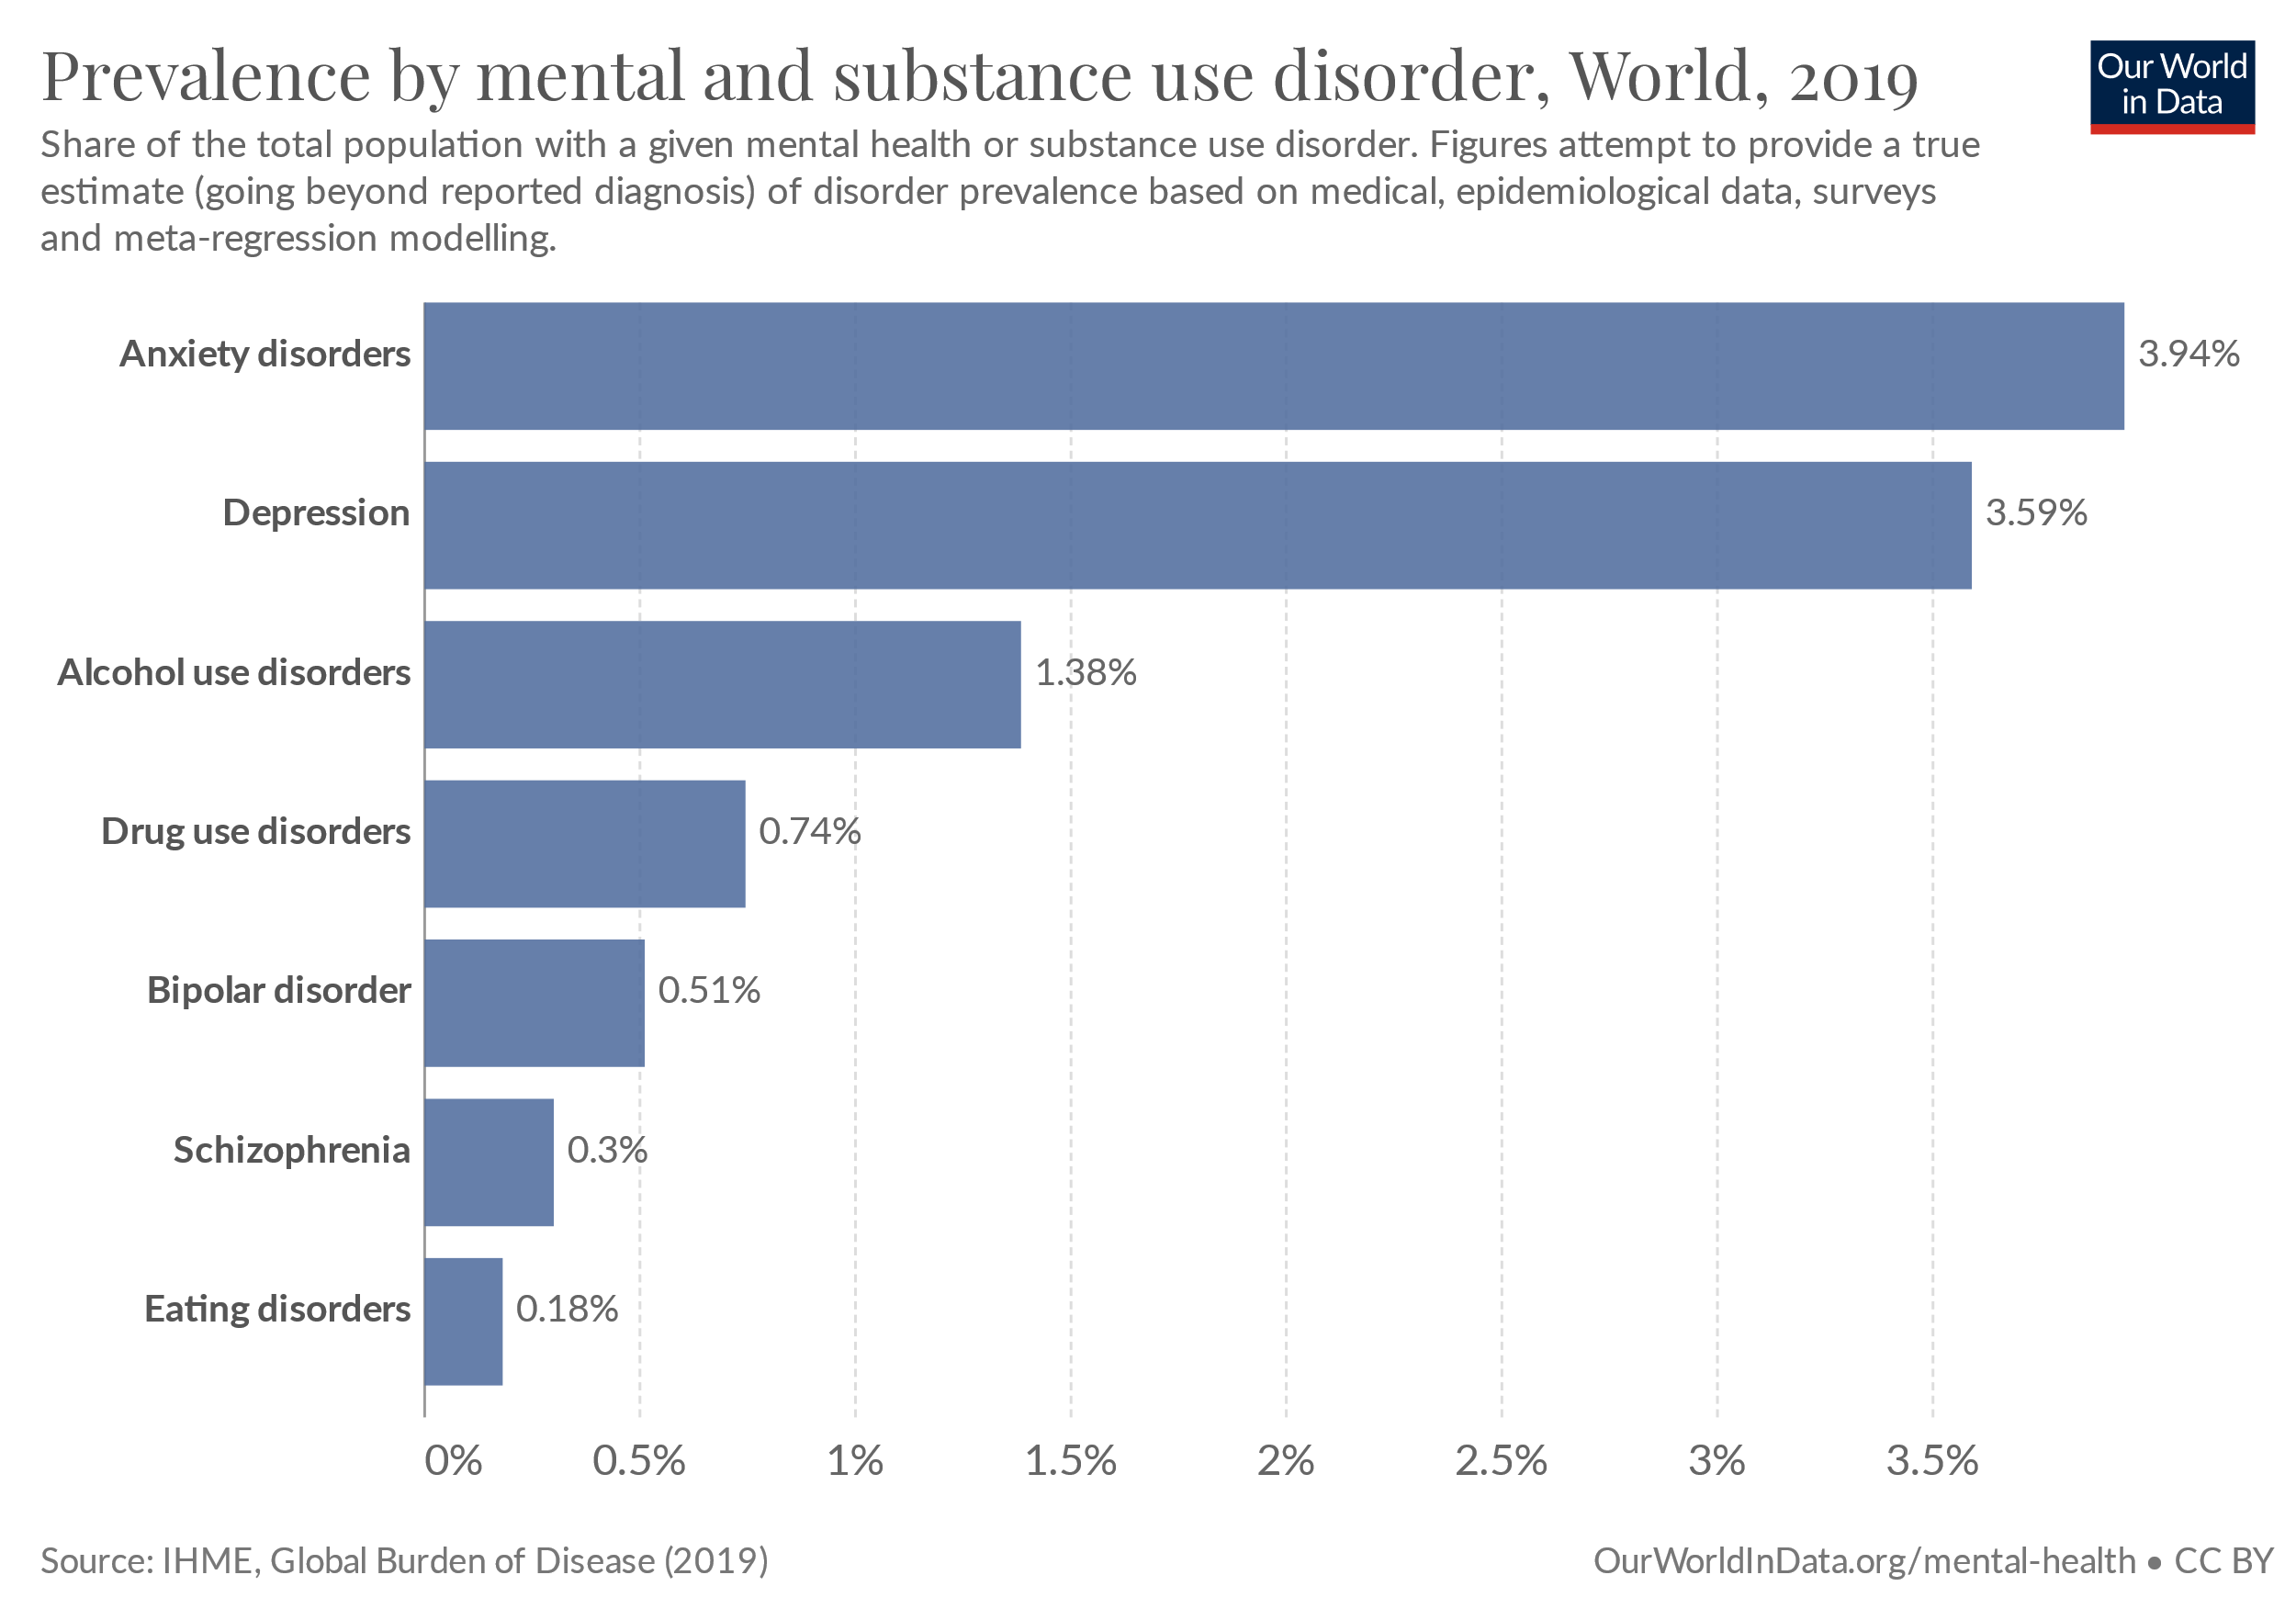 Prevalence by mental and substance use disorder, World, 2019
Our World
in Data
Share of the total population with a given mental health or substance use disorder. Figures attempt to provide a true
estimate (going beyond reported diagnosis) of disorder prevalence based on medical, epidemiological data, surveys
and meta-regression modelling.
Anxiety disorders 3.94%
Depression 3.59%
Alcohol use disorders 1.38%
Drug use disorders 0.74%
Bipolar disorder 0.51%
Schizophrenia 0.3%
Eating disorders 0.18%
0% 0.5% 1% 1.5% 2% 2.5% 3% 3.5%
Source: IHME, Global Burden of Disease (2019) OurWorldInData.org/mental-health • CC BY